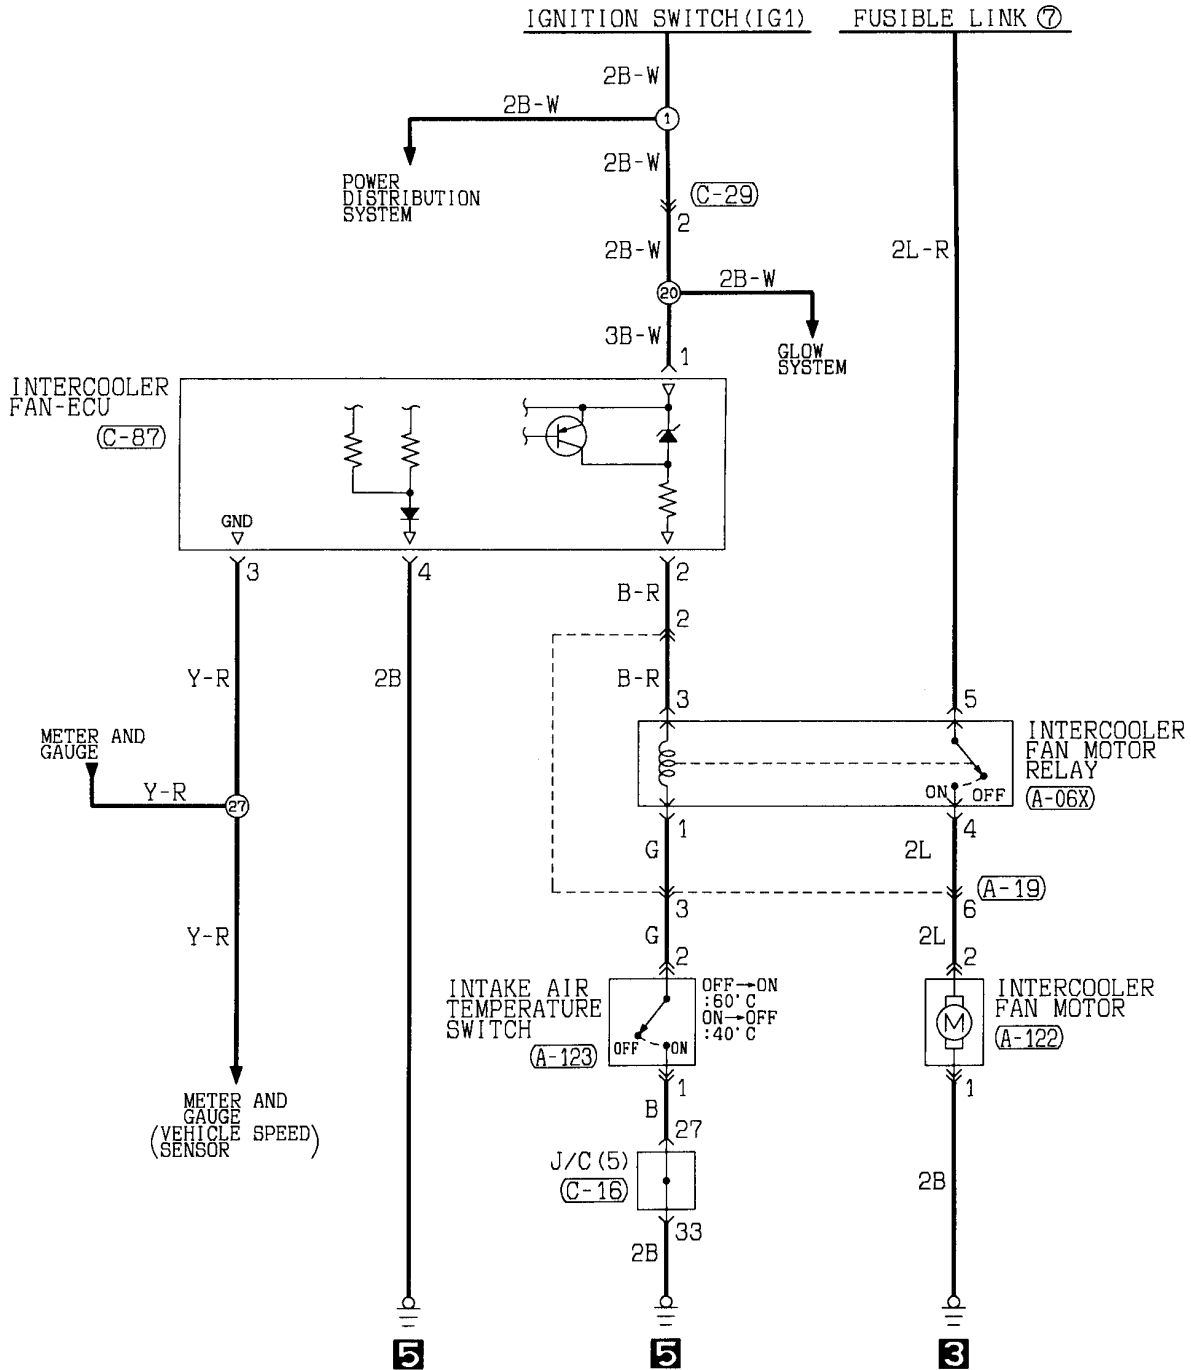 IGNITION SWITCH(IG1)
FUSIBLE LINK ⑦
2B-W
2B-W
1
2B-W
POWER
DISTRIBUTION
SYSTEM
C-29
2
2B-W
2L-R
2B-W
20
3B-W
GLOW
SYSTEM
1
INTERCOOLER
FAN-ECU
C-87
GND
3
4
2
B-R
2
Y-R
2B
B-R
3
5
METER AND
GAUGE
INTERCOOLER
FAN MOTOR
RELAY
A-06X
ON
OFF
Y-R
27
1
4
G
2L
A-19
3
6
Y-R
G
2L
2
2
INTAKE AIR
TEMPERATURE
SWITCH
A-123
OFF→ON
:60°C
ON→OFF
:40°C
OFF
ON
INTERCOOLER
FAN MOTOR
A-122
M
1
1
METER AND
GAUGE
(VEHICLE SPEED)
SENSOR
B
27
J/C(5)
C-16
2B
33
2B
5
5
3